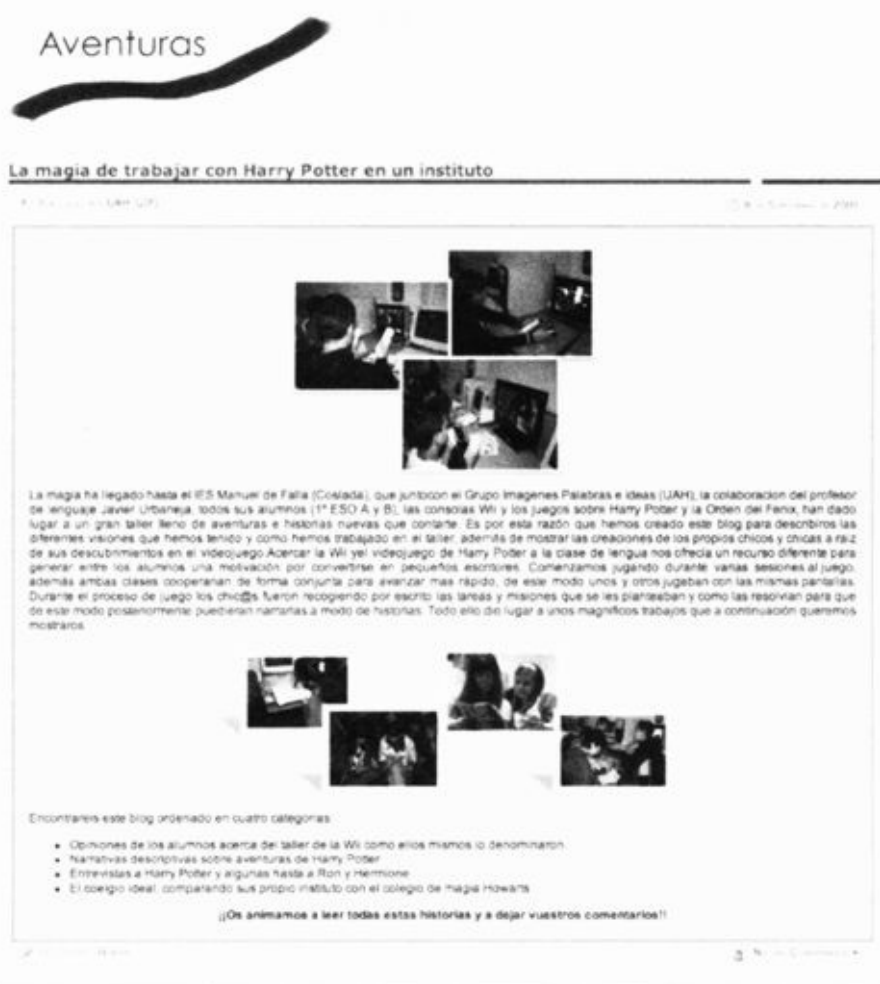 Aventuras
La magia de trabajar con Harry Potter en un instituto
UAH
La magia ha llegado hasta el IES Manuel de Falla (Coslada), que juntocon el Grupo Imagenes Palabras e Ideas (UAH), la colaboracion del profesor
de lenguaje Javier Urbaneja, todos sus alumnos (1º ESO A y B), las consolas Wii y los juegos sobre Harry Potter y la Orden del Fenix, han dado
lugar a un gran taller lleno de aventuras e historias nuevas que contarte. Es por esta razón que hemos creado este blog para describiros las
diferentes visiones que hemos tenido y como hemos trabajado en el taller, además de mostrar las creaciones de los propios chicos y chicas a raiz
de sus descubrimientos en el videojuego.Acercar la Wii yel videojuego de Harry Potter a la clase de lengua nos ofrecia un recurso diferente para
generar entre los alumnos una motivación por convertirse en pequeños escritores. Comenzamos jugando durante varias sesiones al juego,
además ambas clases cooperanan de forma conjunta para avanzar mas rápido, de este modo unos y otros jugaban con las mismas pantallas.
Durante el proceso de juego los chic@s fueron recogiendo por escrito las tareas y misiones que se les planteaban y como las resolvian para que
de este modo posteriormente puedieran narrarlas a modo de historias. Todo ello dio lugar a unos magnificos trabajos que a continuación queremos
mostraros.
Encontrareis este blog ordenado en cuatro categorias:
• Opiniones de los alumnos acerca del taller de la Wii como ellos mismos lo denominaron.
• Narrativas descriptivas sobre aventuras de Harry Potter
• Entrevistas a Harry Potter y algunas hasta a Ron y Hermione
• El coelgio ideal, comparando sus propio instituto con el colegio de magia Howarts
¡¡Os animamos a leer todas estas historias y a dejar vuestros comentarios!!